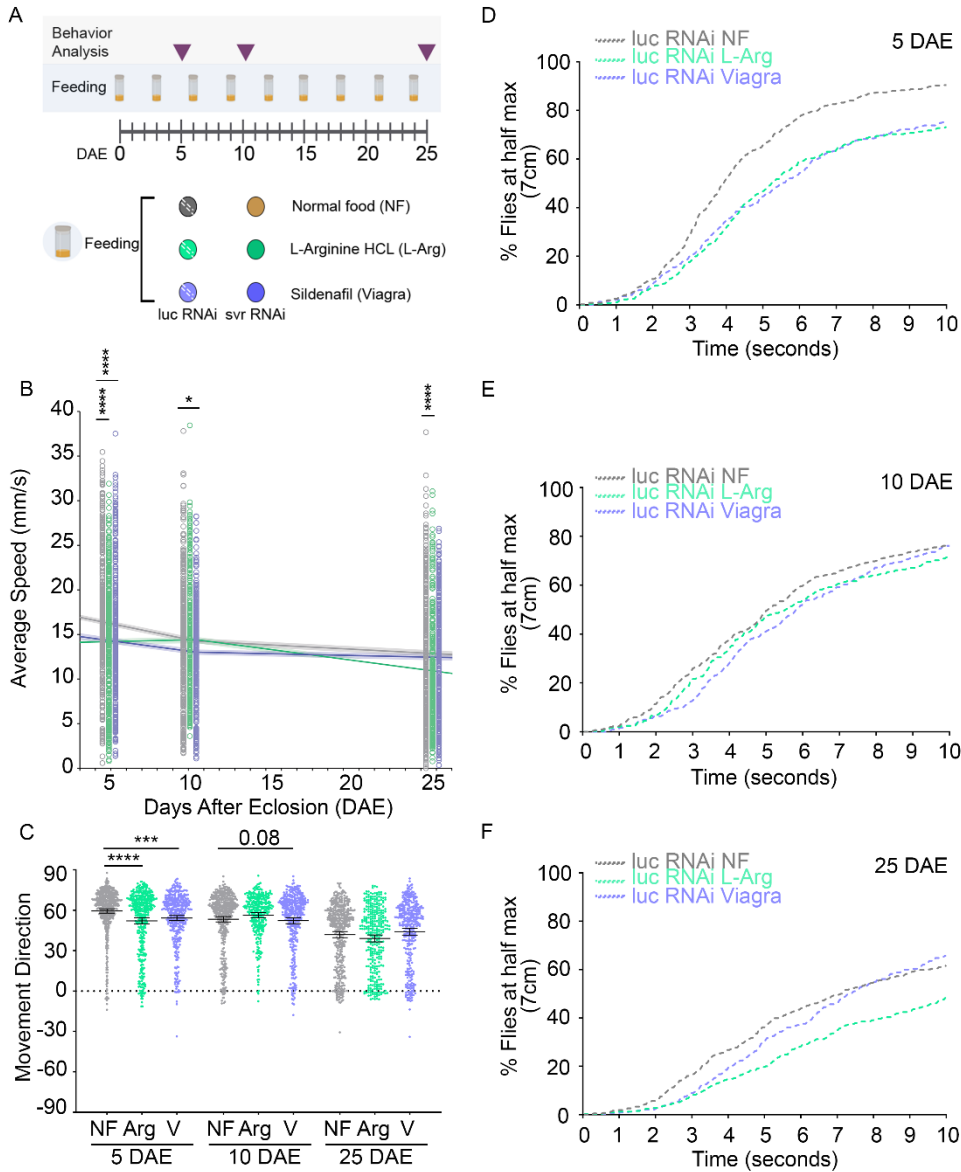 A
Behavior
Analysis
Feeding
DAE
0 5 10 15 20 25
Feeding
Normal food (NF)
L-Arginine HCL (L-Arg)
Sildenafil (Viagra)
luc RNAi svr RNAi
B
****
****
*
****
Average Speed (mm/s)
40
35
30
25
20
15
10
5
0
5 10 15 20 25
Days After Eclosion (DAE)
C
***
****
0.08
Movement Direction
90
60
30
0
-30
-60
-90
NF Arg V NF Arg V NF Arg V
5 DAE 10 DAE 25 DAE
D
luc RNAi NF
luc RNAi L-Arg
luc RNAi Viagra
5 DAE
% Flies at half max
(7cm)
100
80
60
40
20
0
0 1 2 3 4 5 6 7 8 9 10
Time (seconds)
E
luc RNAi NF
luc RNAi L-Arg
luc RNAi Viagra
10 DAE
% Flies at half max
(7cm)
100
80
60
40
20
0
0 1 2 3 4 5 6 7 8 9 10
Time (seconds)
F
luc RNAi NF
luc RNAi L-Arg
luc RNAi Viagra
25 DAE
% Flies at half max
(7cm)
100
80
60
40
20
0
0 1 2 3 4 5 6 7 8 9 10
Time (seconds)